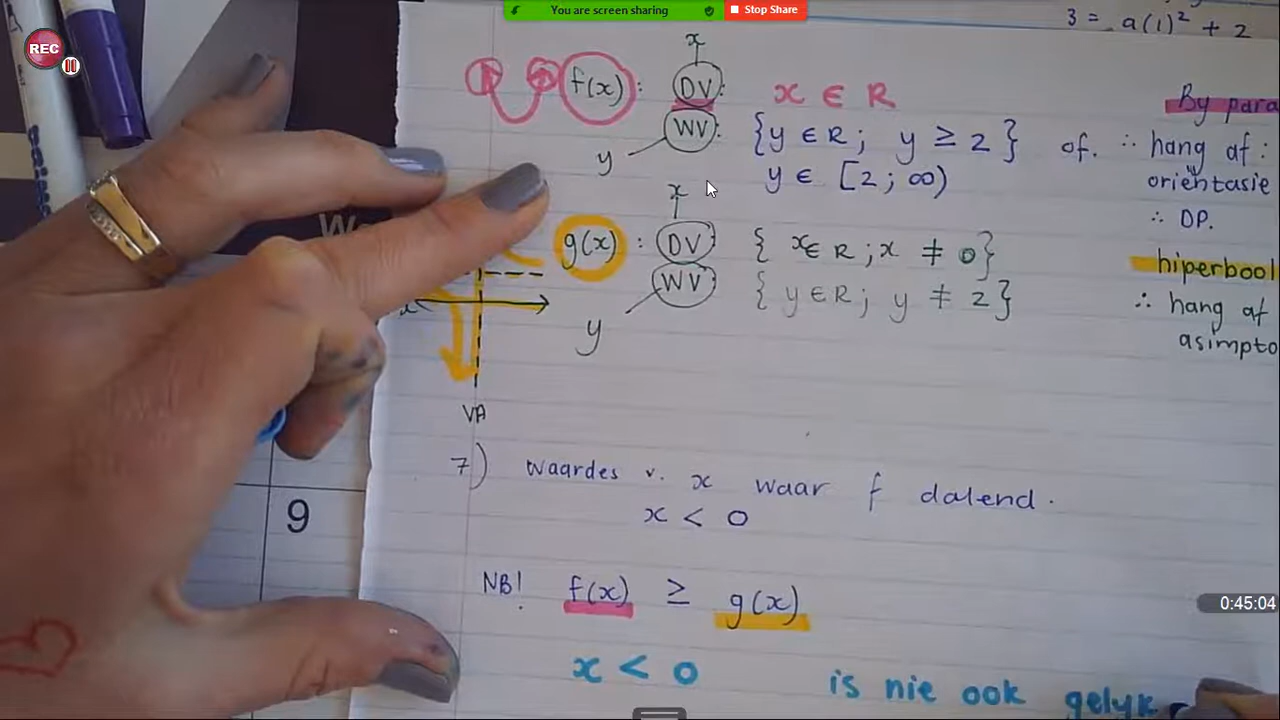 You are screen sharing Stop Share
REC
3 = a(1)² + 2
x
f(x) : DV : x ∈ R
WV : {y ∈ R; y ≥ 2} of. ∴ hang af :
y
y ∈ [2 ; ∞) oriëntasie
∴ DP.
By para
x
g(x) : DV { x ∈ R ; x ≠ 0}
WV { y ∈ R; y ≠ 2 }
y
hiperbool
∴ hang af
asimpto
x
VA
7) Waardes v. x waar f dalend.
x < 0
9
NB! f(x) ≥ g(x)
0:45:04
x < 0 is nie ook gelyk